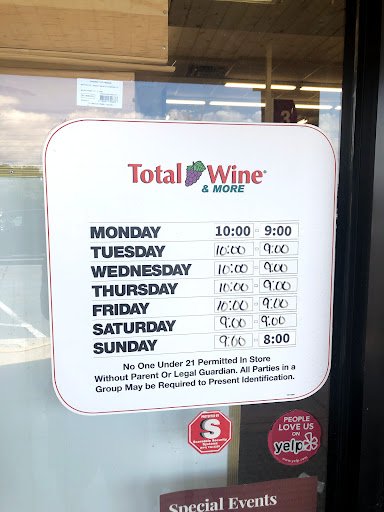 Total Wine
& MORE
MONDAY 10:00 - 9:00
TUESDAY 10:00 - 9:00
WEDNESDAY 10:00 - 9:00
THURSDAY 10:00 - 9:00
FRIDAY 10:00 - 9:00
SATURDAY 9:00 - 9:00
SUNDAY 9:00 - 8:00
No One Under 21 Permitted In Store
Without Parent Or Legal Guardian. All Parties in a
Group May be Required to Present Identification.
PROTECTED BY
S
PEOPLE
LOVE US
ON
yelp
Special Events